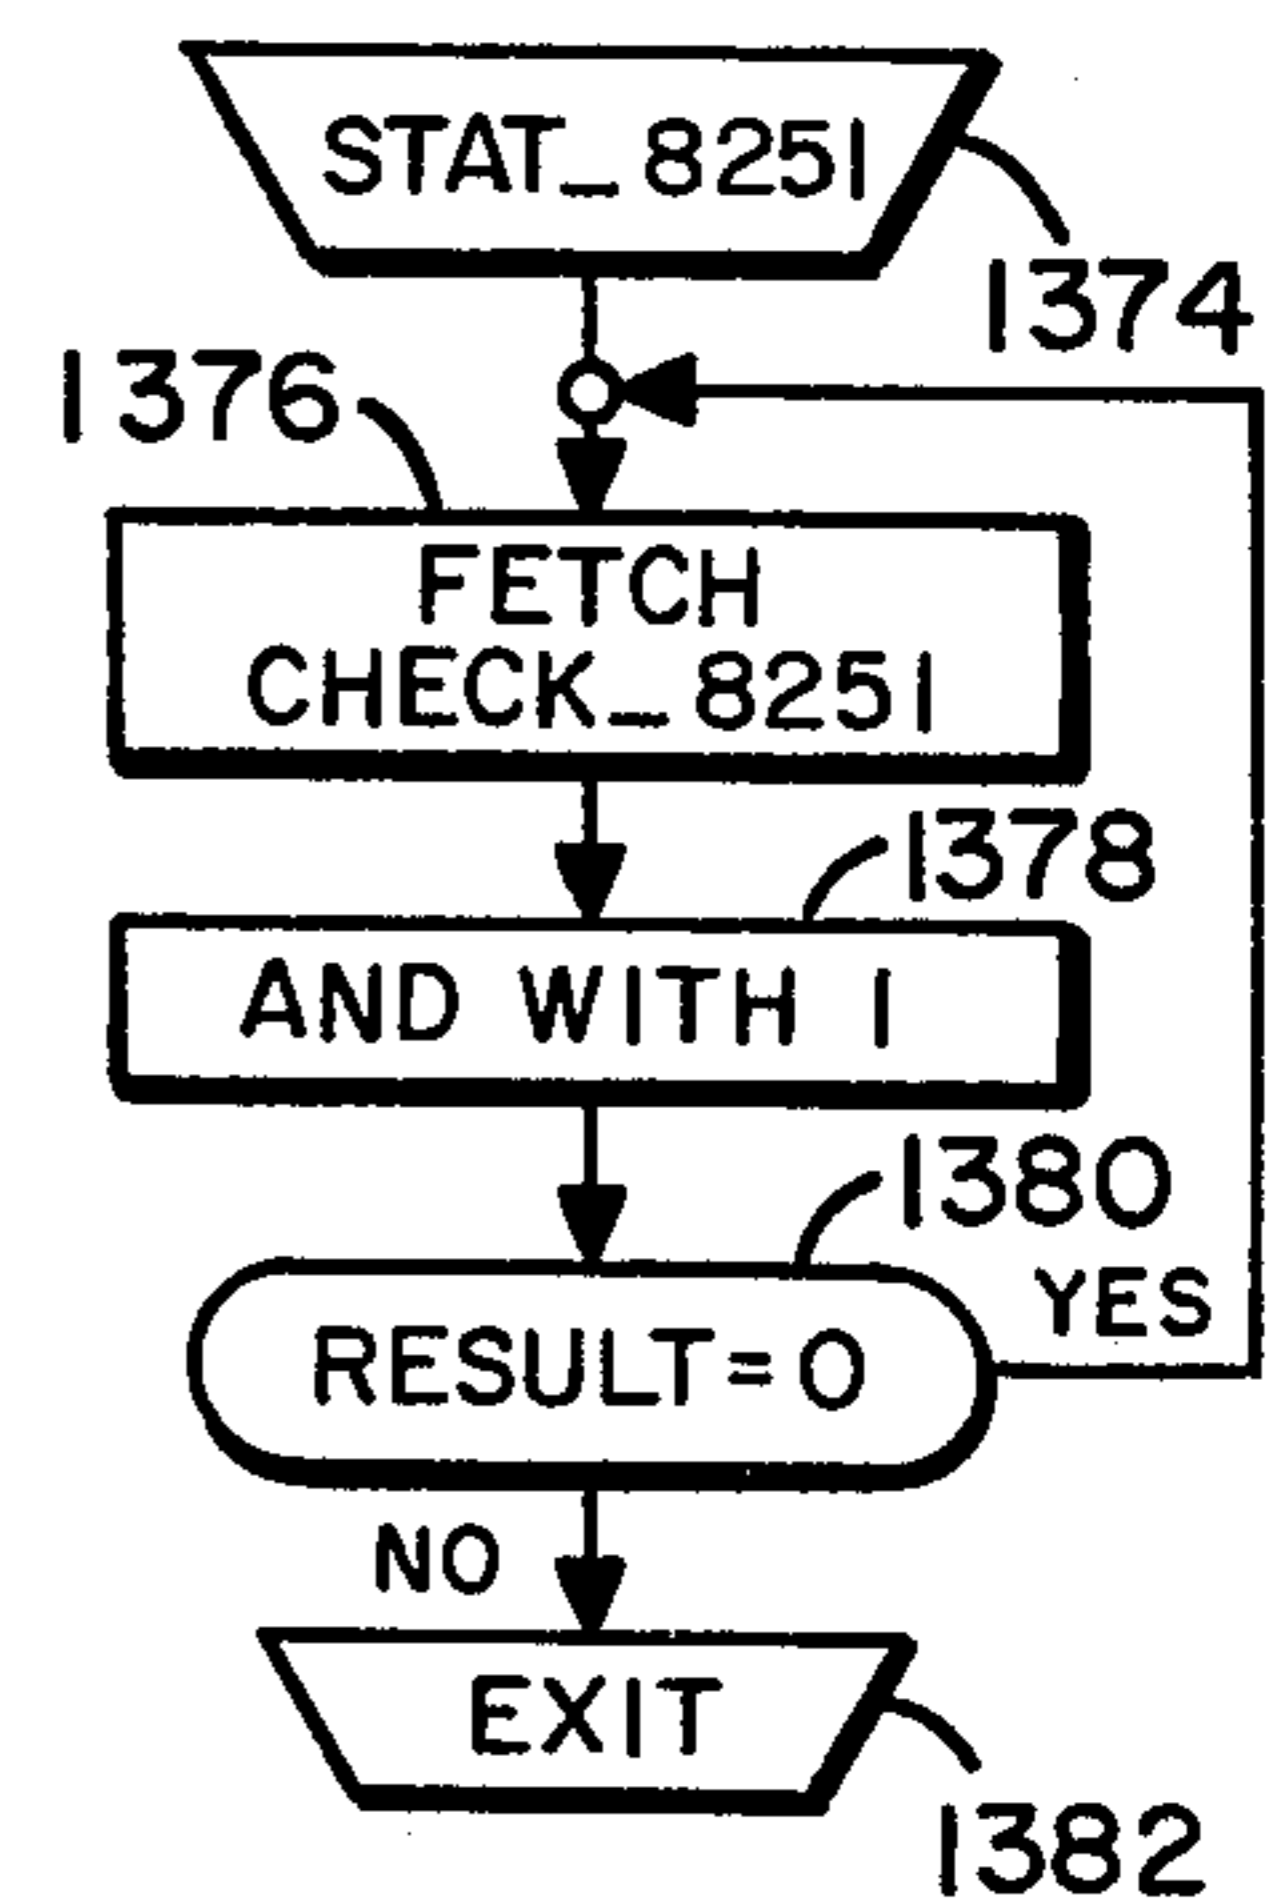 STAT_8251
1374
1376
FETCH
CHECK_8251
1378
AND WITH 1
1380
YES
RESULT=0
NO
EXIT
1382